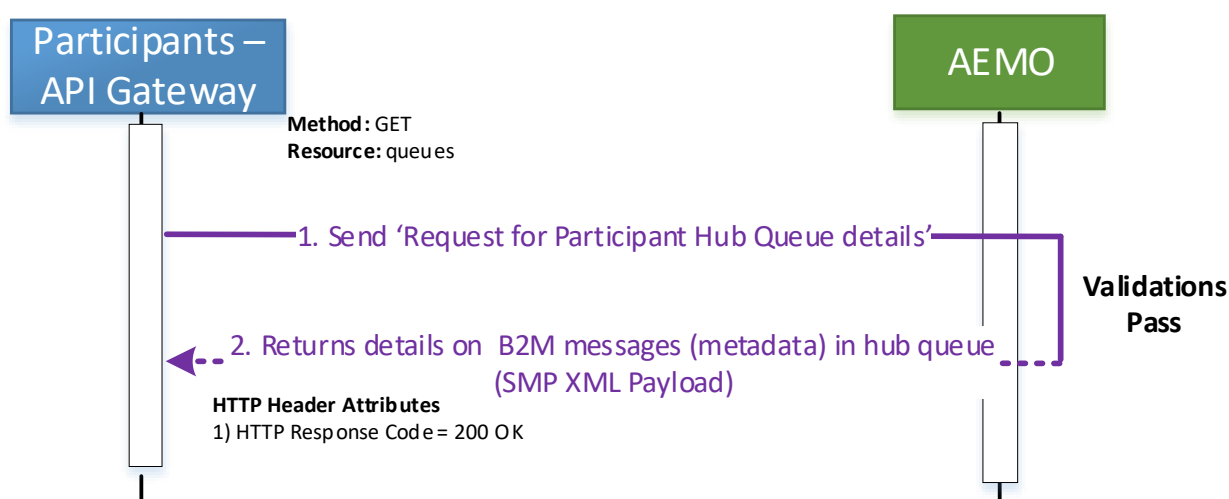 Participants –
API Gateway
AEMO
Method: GET
Resource: queues
1. Send ‘Request for Participant Hub Queue details’
Validations
Pass
2. Returns details on B2M messages (metadata) in hub queue
(SMP XML Payload)
HTTP Header Attributes
1) HTTP Response Code = 200 OK